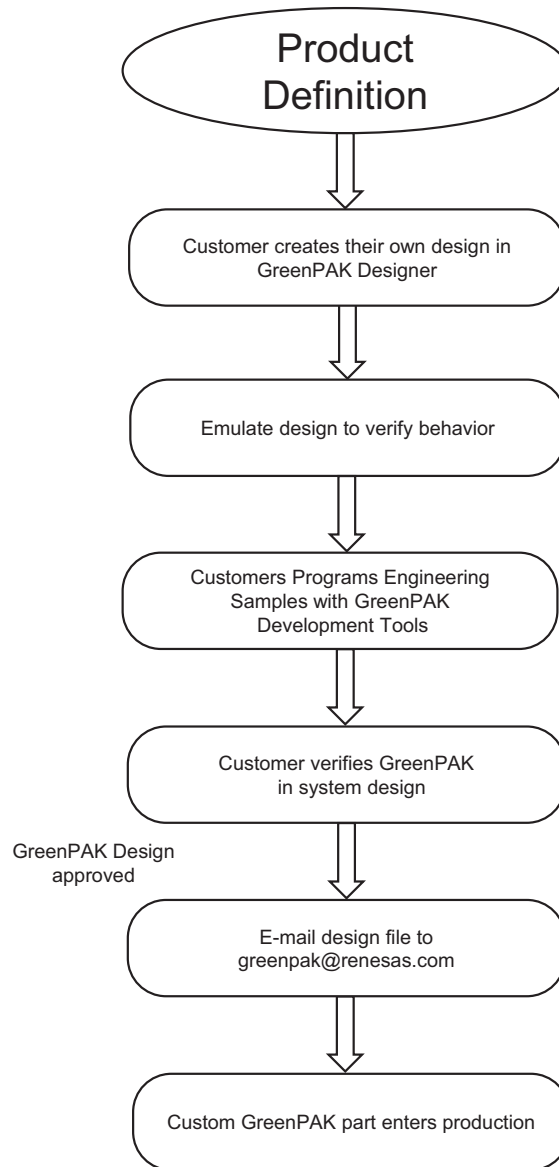 Product
Definition
Customer creates their own design in
GreenPAK Designer
Emulate design to verify behavior
Customers Programs Engineering
Samples with GreenPAK
Development Tools
Customer verifies GreenPAK
in system design
GreenPAK Design
approved
E-mail design file to
greenpak@renesas.com
Custom GreenPAK part enters production